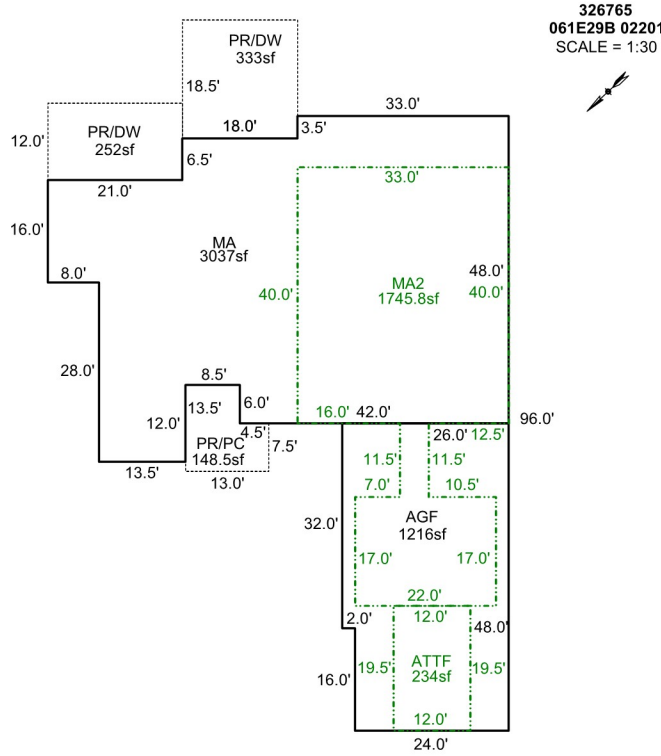 326765
061E29B 02201
SCALE = 1:30
PR/DW
333sf
18.5'
33.0'
18.0'
3.5'
12.0'
PR/DW
252sf
6.5'
21.0'
33.0'
16.0'
MA
3037sf
8.0'
48.0'
MA2
1745.8sf
40.0'
40.0'
28.0'
8.5'
13.5'
6.0'
12.0'
16.0'
42.0'
96.0'
4.5'
26.0'
12.5'
PR/PC
148.5sf
7.5'
13.5'
13.0'
11.5'
11.5'
7.0'
10.5'
AGF
1216sf
32.0'
17.0'
17.0'
22.0'
12.0'
2.0'
48.0'
ATTF
234sf
19.5'
19.5'
16.0'
12.0'
24.0'